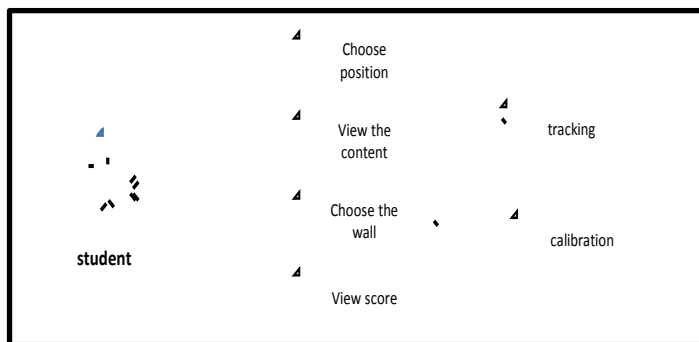 Choose
position
View the
content
tracking
Choose the
wall
calibration
student
View score